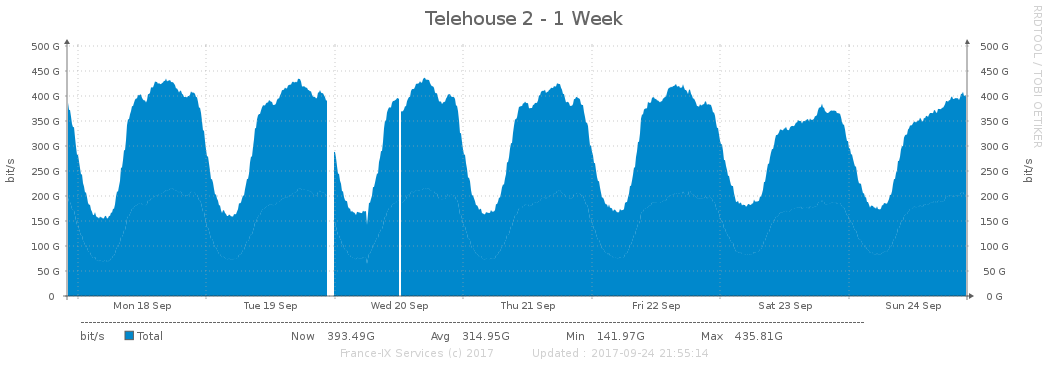 Telehouse 2 - 1 Week
RRDTOOL / TOBI OETIKER
500 G 500 G
450 G 450 G
400 G 400 G
350 G 350 G
300 G 300 G
250 G 250 G
200 G 200 G
150 G 150 G
100 G 100 G
50 G 50 G
0 0 G
bit/s bit/s
Mon 18 Sep Tue 19 Sep Wed 20 Sep Thu 21 Sep Fri 22 Sep Sat 23 Sep Sun 24 Sep
bit/s Total Now 393.49G Avg 314.95G Min 141.97G Max 435.81G
France-IX Services (c) 2017 Updated : 2017-09-24 21:55:14